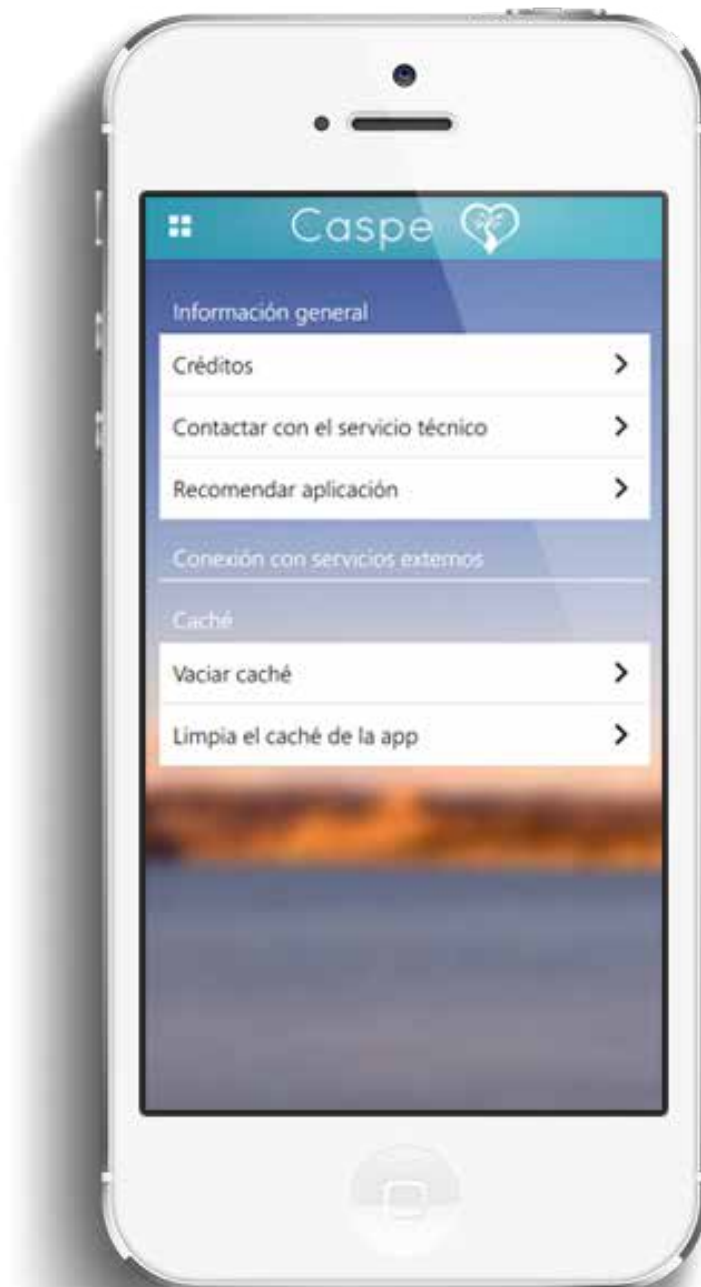 Caspe
Información general
Créditos
Contactar con el servicio técnico
Recomendar aplicación
Conexión con servicios externos
Caché
Vaciar caché
Limpia el caché de la app